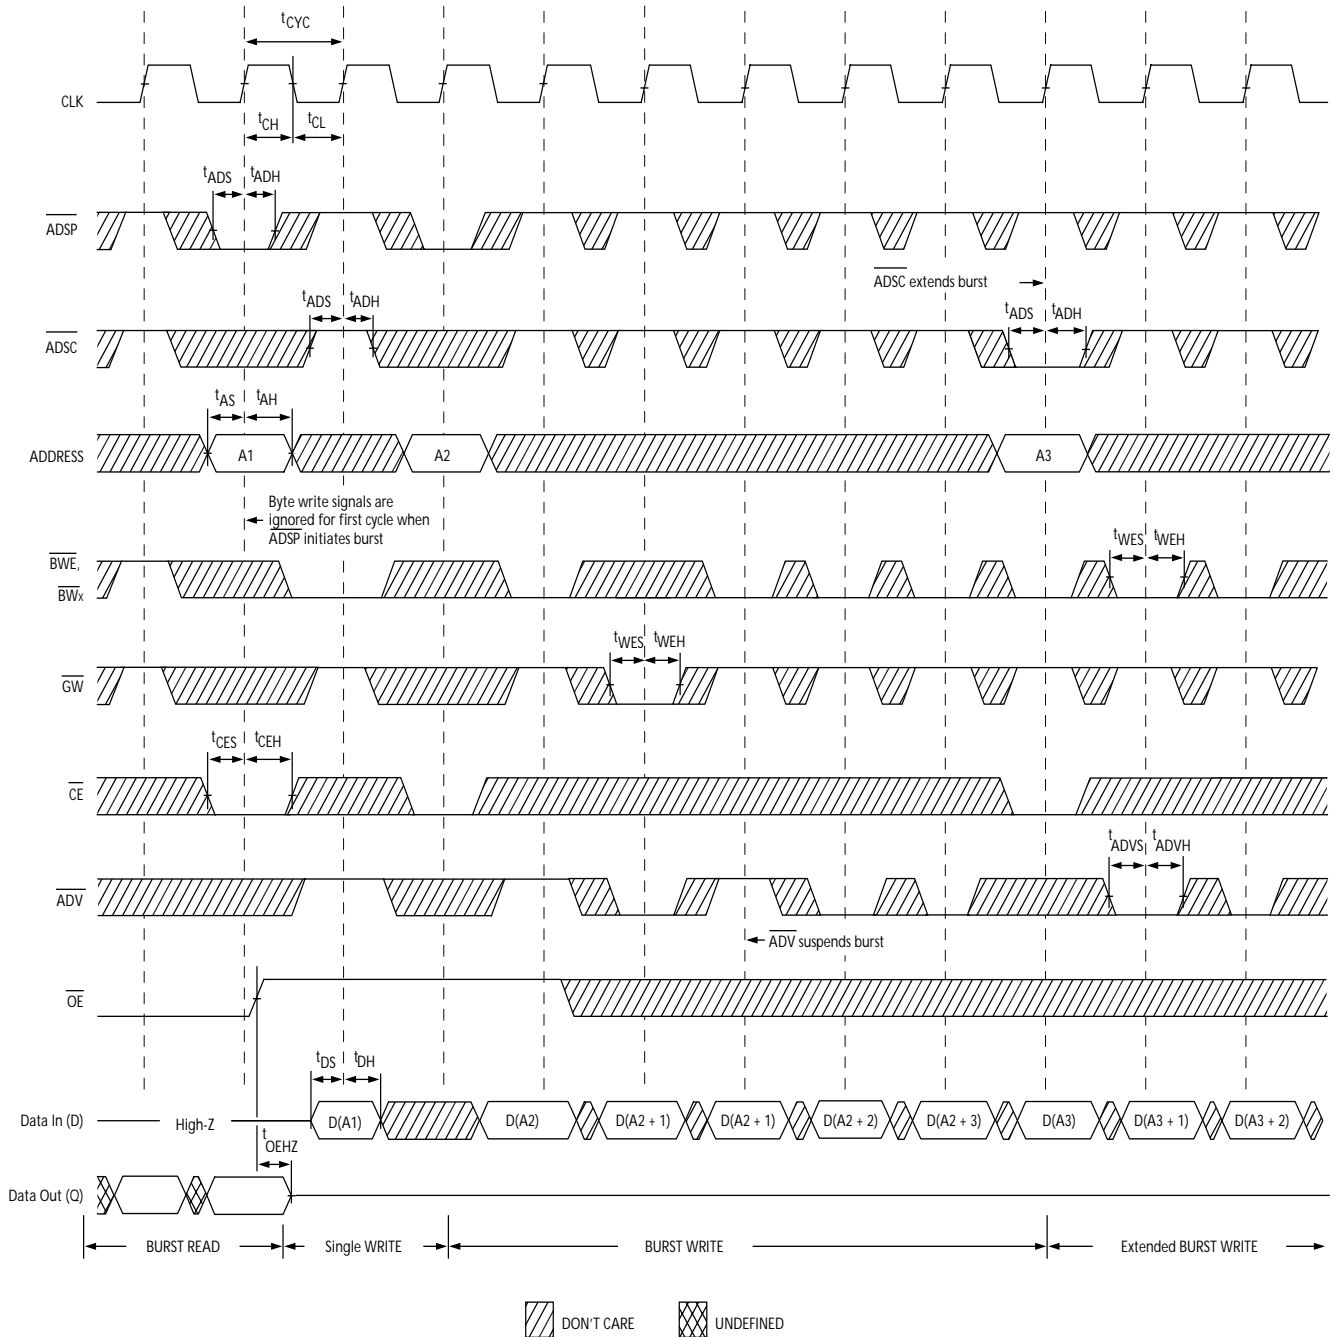 tCYC
CLK
tCH
tCL
tADS
tADH
ADSP
ADSC extends burst
tADS
tADH
tADS
tADH
ADSC
tAS
tAH
ADDRESS
A1
A2
A3
Byte write signals are
ignored for first cycle when
ADSP initiates burst
tWES
tWEH
BWE,
BWx
tWES
tWEH
GW
tCES
tCEH
CE
tADVS
tADVH
ADV
ADV suspends burst
OE
tDS
tDH
Data In (D)
High-Z
D(A1)
D(A2)
D(A2 + 1)
D(A2 + 1)
D(A2 + 2)
D(A2 + 3)
D(A3)
D(A3 + 1)
D(A3 + 2)
tOEHZ
Data Out (Q)
BURST READ
Single WRITE
BURST WRITE
Extended BURST WRITE
DON'T CARE
UNDEFINED